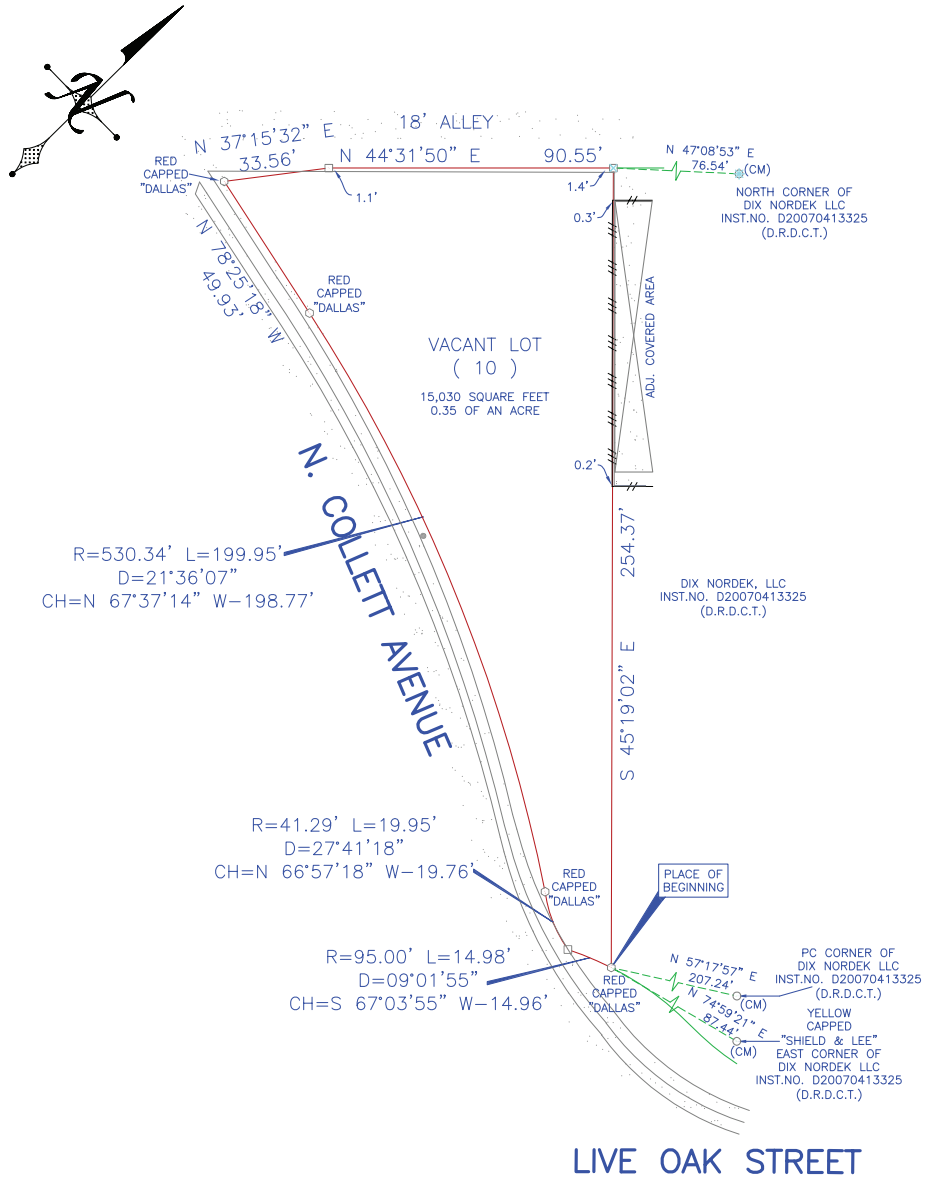 18' ALLEY
N 37°15'32" E
33.56'
N 44°31'50" E
90.55'
N 47°08'53" E
76.54'
(CM)
RED
CAPPED
"DALLAS"
1.1'
1.4'
NORTH CORNER OF
DIX NORDEK LLC
INST.NO. D20070413325
(D.R.D.C.T.)
0.3'
N 78°25'18" W
49.93'
RED
CAPPED
"DALLAS"
ADJ. COVERED AREA
VACANT LOT
( 10 )
15,030 SQUARE FEET
0.35 OF AN ACRE
0.2'
N. COLLETT AVENUE
254.37'
S 45°19'02" E
R=530.34' L=199.95'
D=21°36'07"
CH=N 67°37'14" W-198.77'
DIX NORDEK, LLC
INST.NO. D20070413325
(D.R.D.C.T.)
R=41.29' L=19.95'
D=27°41'18"
CH=N 66°57'18" W-19.76'
RED
CAPPED
"DALLAS"
PLACE OF
BEGINNING
R=95.00' L=14.98'
D=09°01'55"
CH=S 67°03'55" W-14.96'
RED
CAPPED
"DALLAS"
N 57°17'57" E
207.24'
(CM)
PC CORNER OF
DIX NORDEK LLC
INST.NO. D20070413325
(D.R.D.C.T.)
N 74°59'21" E
87.44'
(CM)
YELLOW
CAPPED
"SHIELD & LEE"
EAST CORNER OF
DIX NORDEK LLC
INST.NO. D20070413325
(D.R.D.C.T.)
LIVE OAK STREET
N